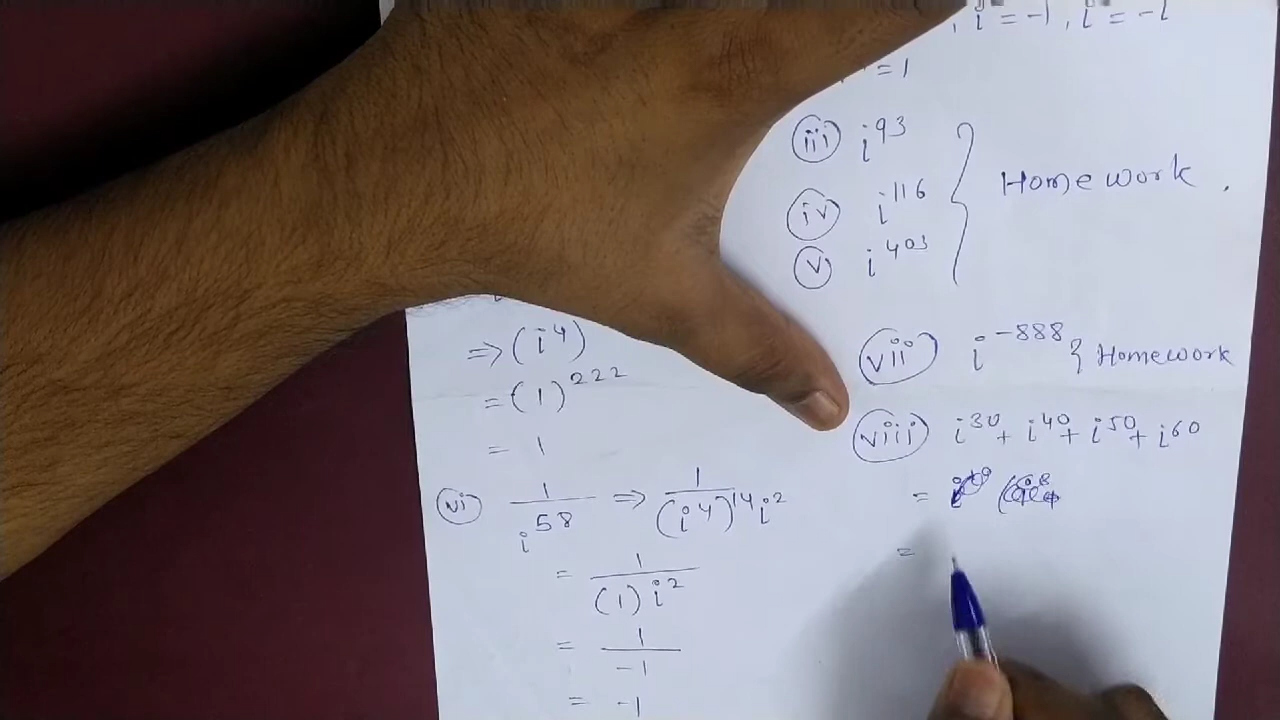 , i = -1, i = -i
= 1
(iii) i^93
(iv) i^116
(v) i^403
} Homework .
⇒ (i^4)
= (1)^222
= 1
(vi) 1/i^58 ⇒ 1/(i^4)^14 i^2
= 1/(1) i^2
= 1/-1
= -1
(vii) i^-888 } Homework
(viii) i^30 + i^40 + i^50 + i^60
=
=